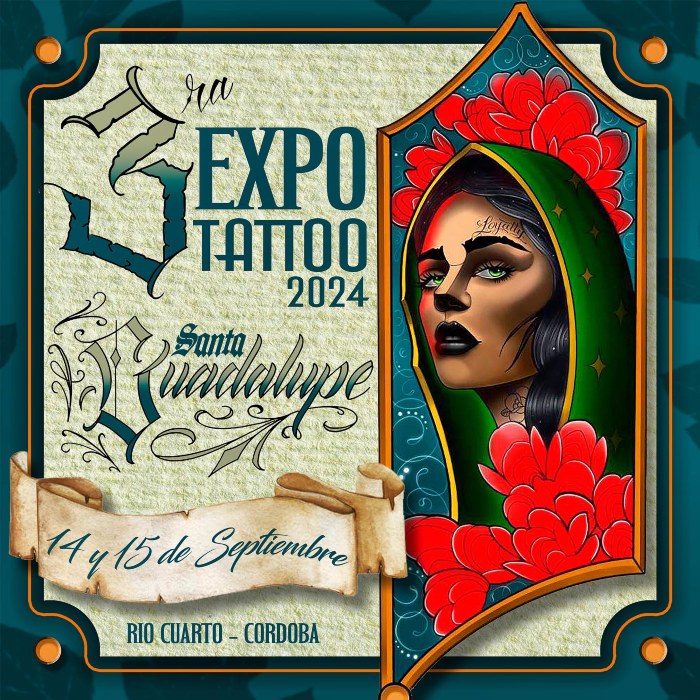 3ra
EXPO
TATTOO
2024
Santa
Guadalupe
14 y 15 de Septiembre
RIO CUARTO - CORDOBA
Loyalty